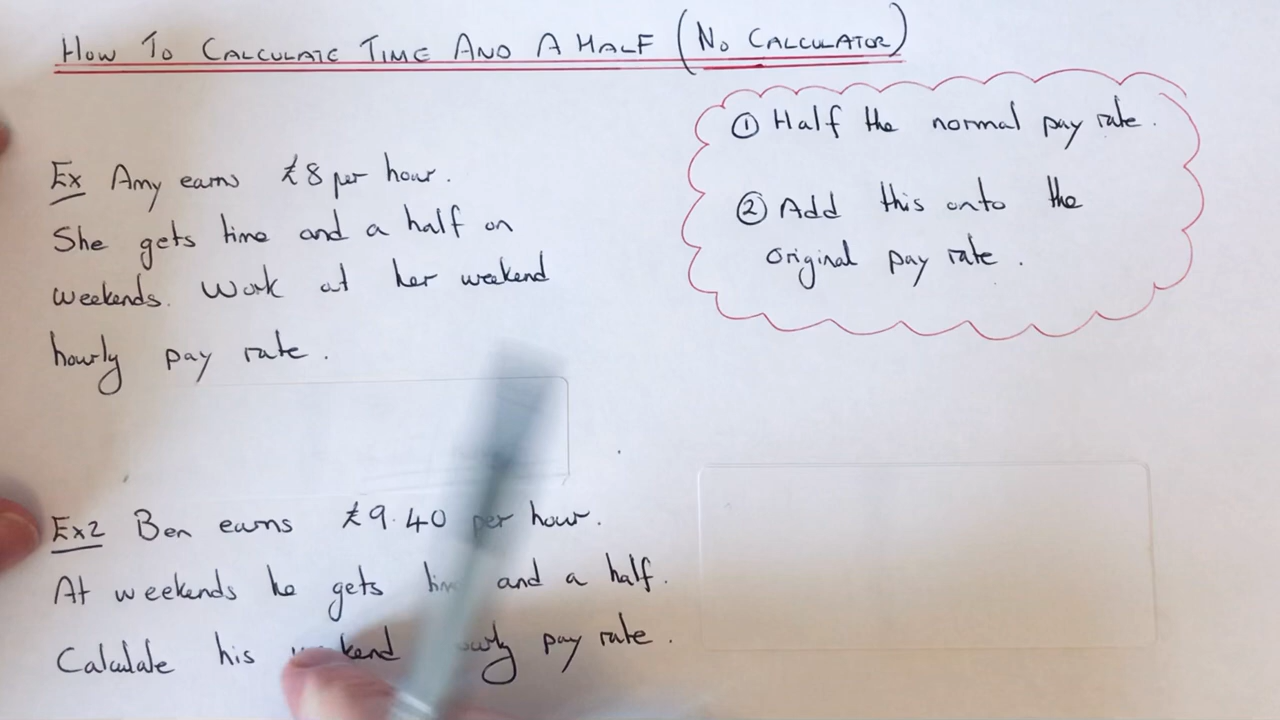 How To Calculate Time And A Half (No Calculator)
① Half the normal pay rate.
② Add this onto the
original pay rate.
Ex Amy earns £8 per hour.
She gets time and a half on
weekends. Work out her weekend
hourly pay rate.
Ex2 Ben earns £9.40 per hour.
At weekends he gets and a half.
Calculate his pay rate.